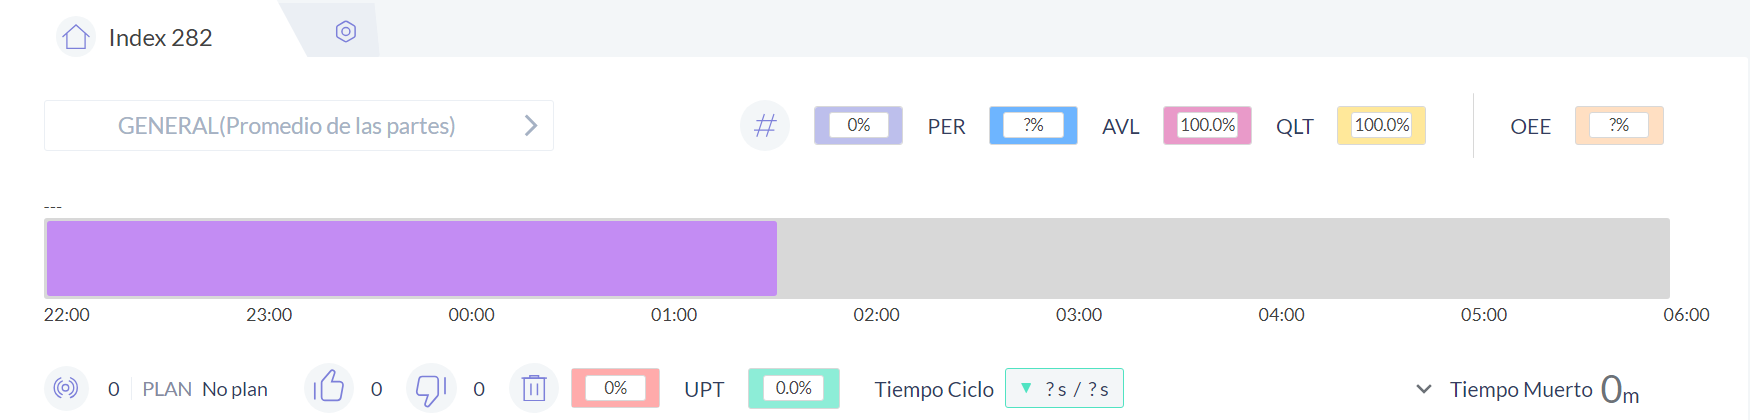 Index 282
GENERAL(Promedio de las partes)
# 0% PER ?% AVL 100.0% QLT 100.0% OEE ?%
---
22:00 23:00 00:00 01:00 02:00 03:00 04:00 05:00 06:00
0 PLAN No plan 0 0 0% UPT 0.0% Tiempo Ciclo ▼ ?s / ?s Tiempo Muerto 0m